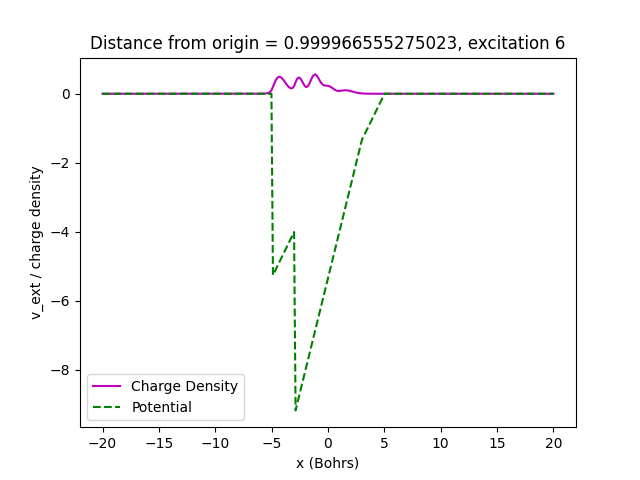 Distance from origin = 0.999966555275023, excitation 6
0
−2
−4
−6
−8
v_ext / charge density
Charge Density
Potential
−20 −15 −10 −5 0 5 10 15 20
x (Bohrs)